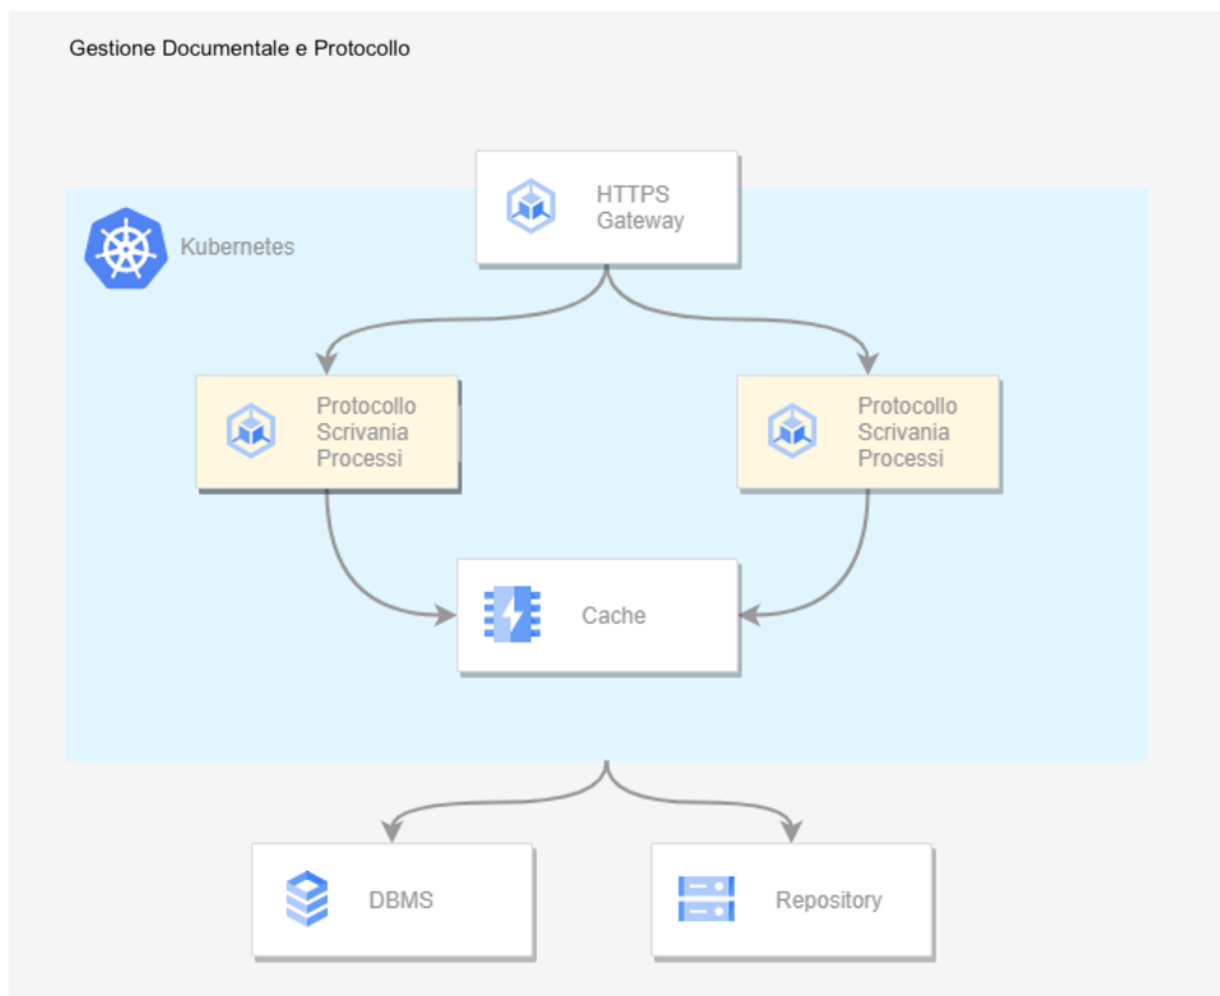 Gestione Documentale e Protocollo
HTTPS
Gateway
Kubernetes
Protocollo
Scrivania
Processi
Protocollo
Scrivania
Processi
Cache
DBMS
Repository